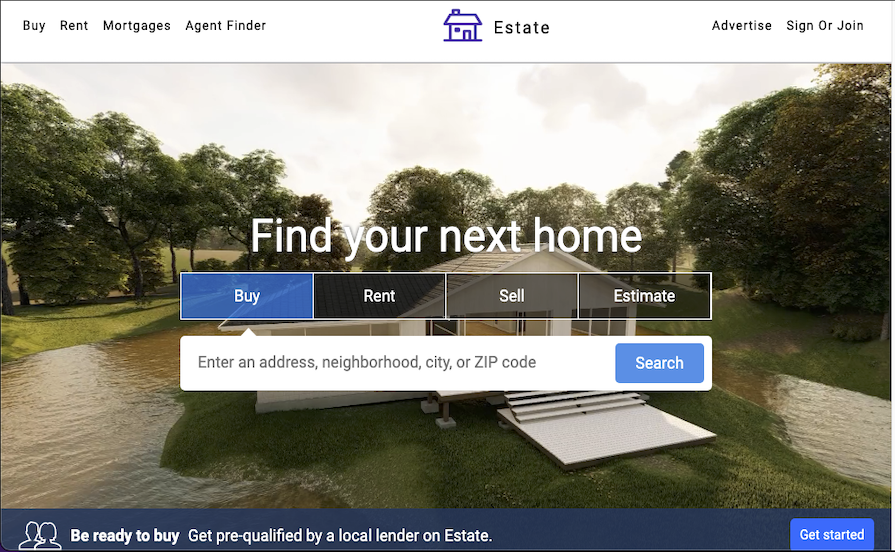 Buy Rent Mortgages Agent Finder Estate Advertise Sign Or Join
Find your next home
Buy Rent Sell Estimate
Enter an address, neighborhood, city, or ZIP code Search
Be ready to buy Get pre-qualified by a local lender on Estate. Get started